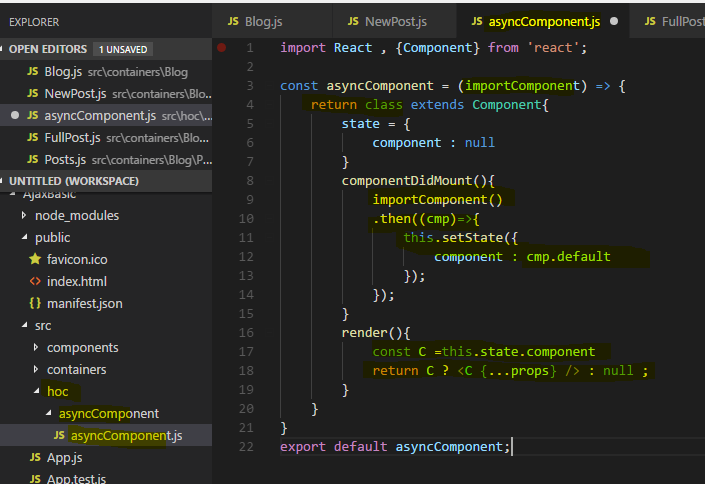 EXPLORER
OPEN EDITORS 1 UNSAVED
JS Blog.js src\containers\Blog
JS NewPost.js src\containers\Blo...
JS asyncComponent.js src\hoc\...
JS FullPost.js src\containers\Blo...
JS Posts.js src\containers\Blog\P...
UNTITLED (WORKSPACE)
AjaxBasic
node_modules
public
favicon.ico
index.html
manifest.json
src
components
containers
hoc
asyncComponent
JS asyncComponent.js
JS App.js
JS App.test.js
JS Blog.js JS NewPost.js JS asyncComponent.js JS FullPost
1 import React , {Component} from 'react';
2
3 const asyncComponent = (importComponent) => {
4 return class extends Component{
5 state = {
6 component : null
7 }
8 componentDidMount(){
9 importComponent()
10 .then((cmp)=>{
11 this.setState({
12 component : cmp.default
13 });
14 });
15 }
16 render(){
17 const C =this.state.component
18 return C ? <C {...props} /> : null ;
19 }
20 }
21 }
22 export default asyncComponent;